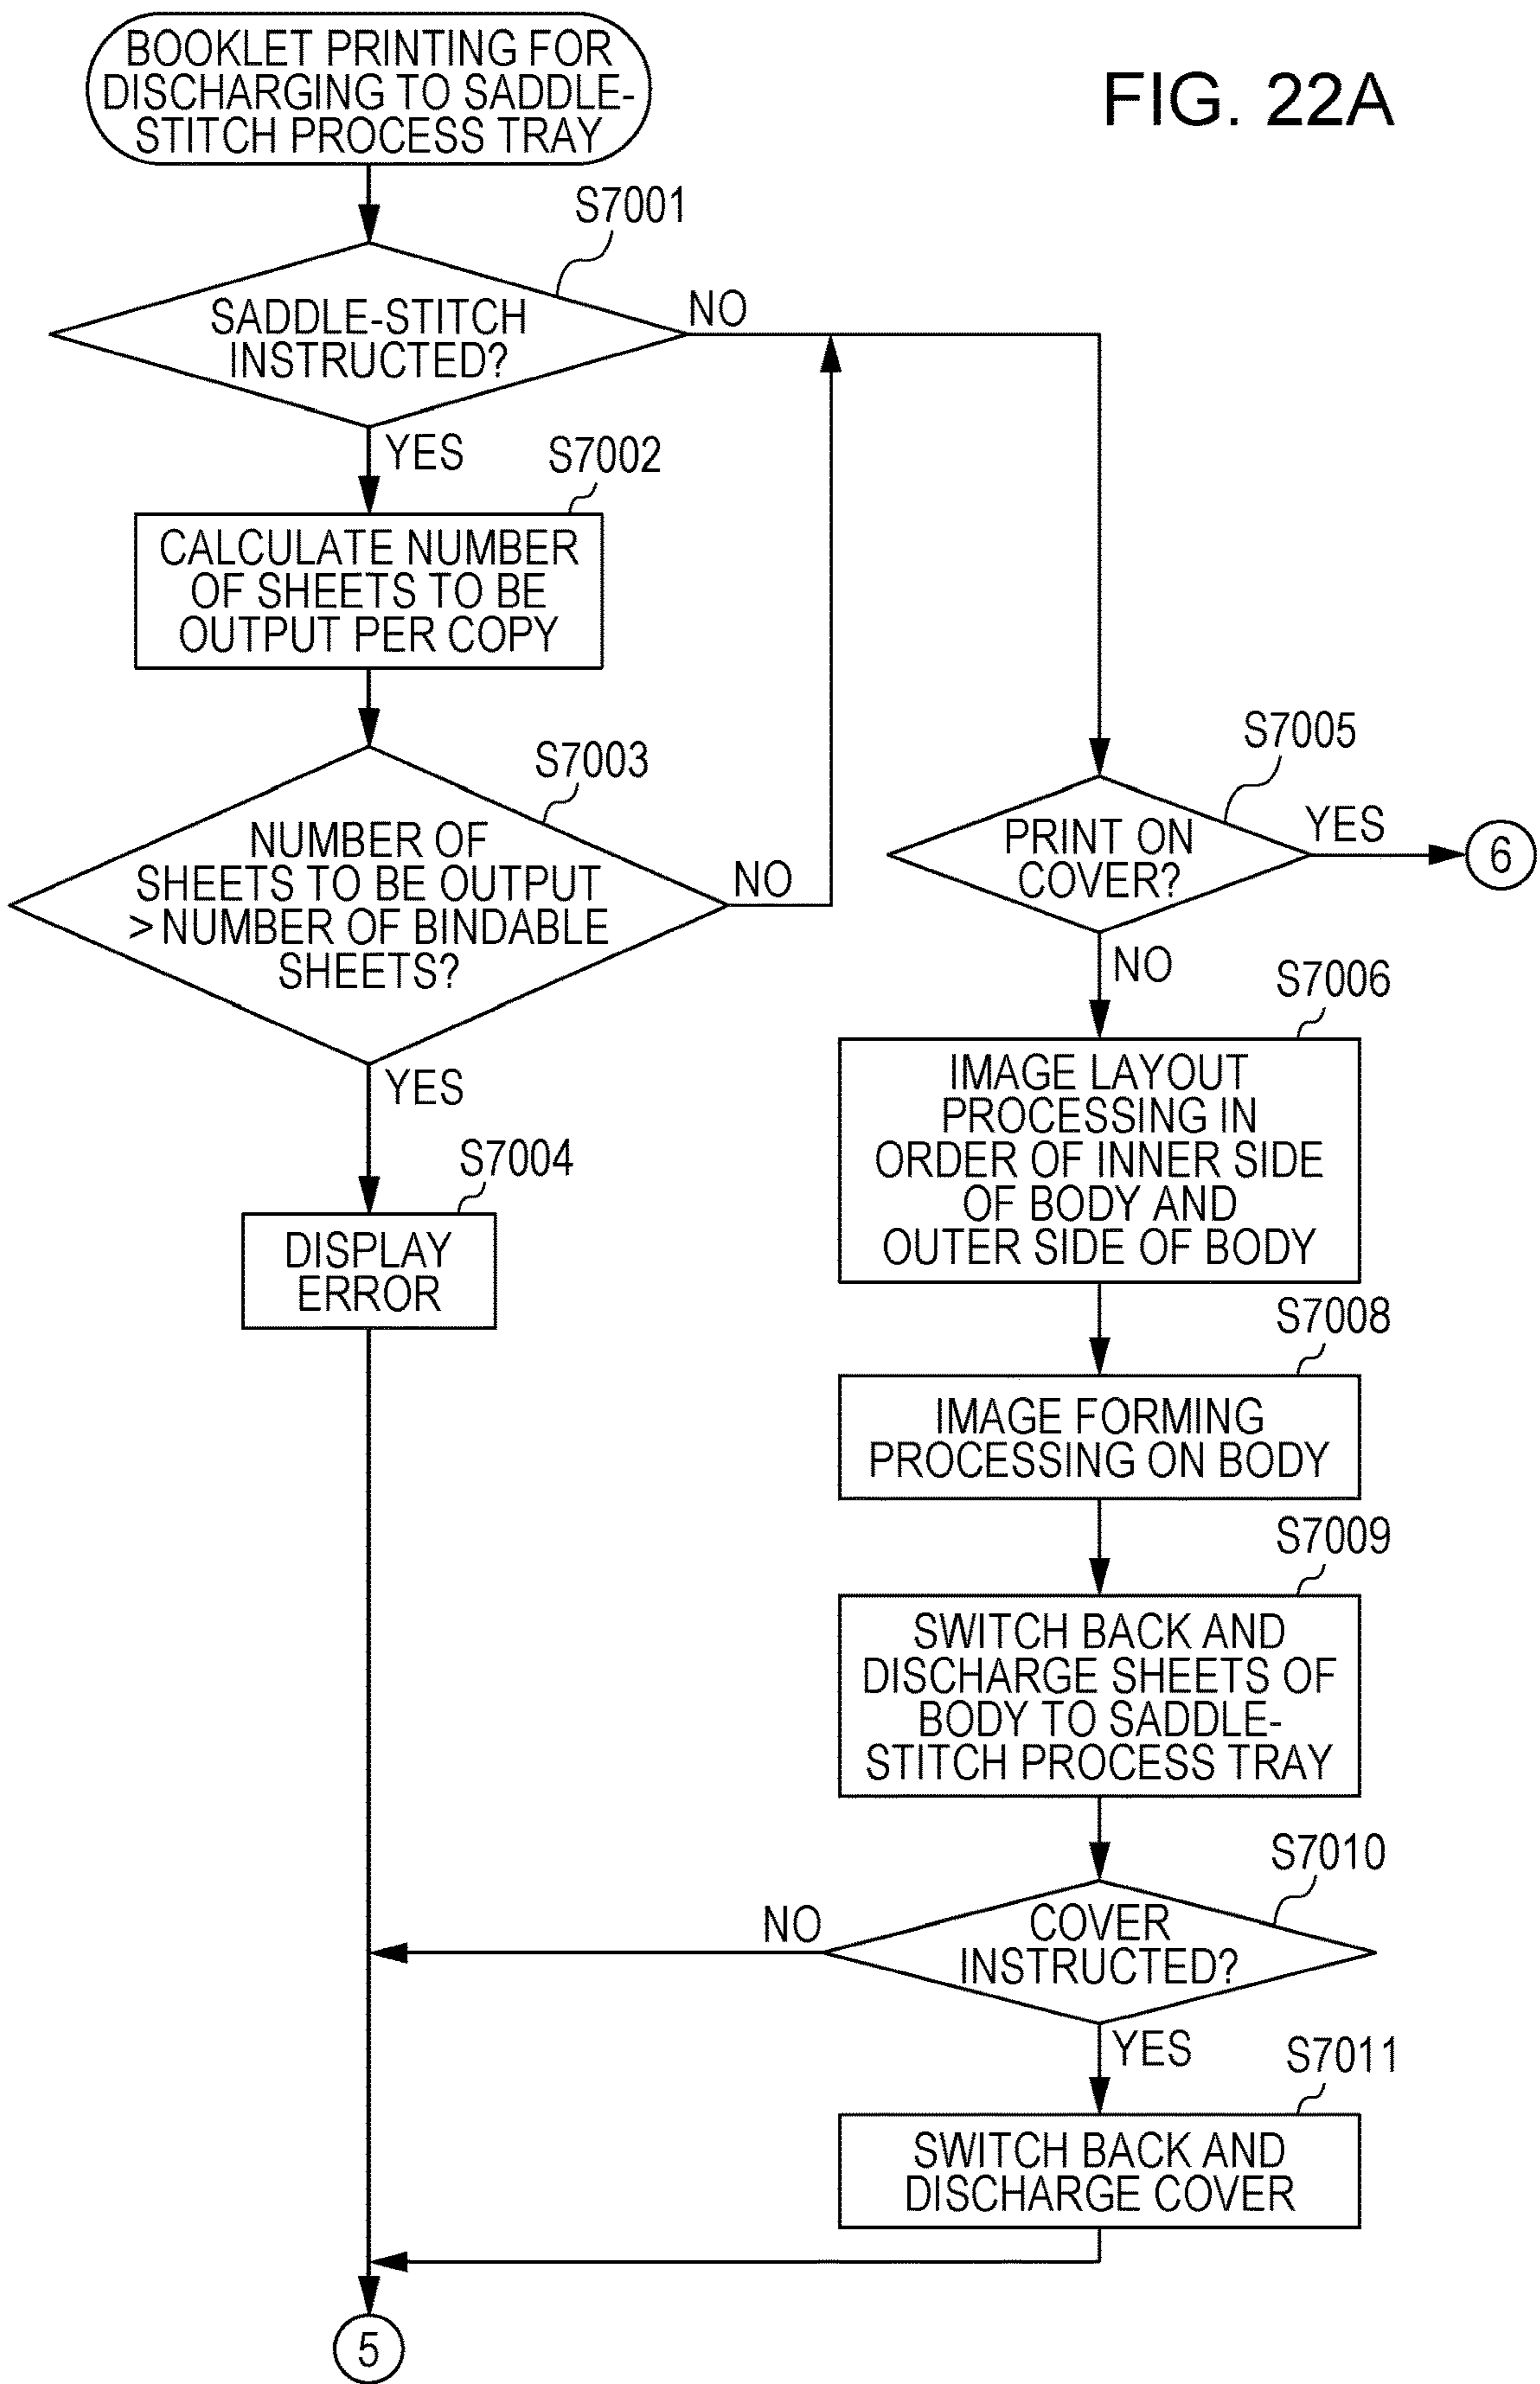 BOOKLET PRINTING FOR
DISCHARGING TO SADDLE-
STITCH PROCESS TRAY
FIG. 22A
S7001
SADDLE-STITCH
INSTRUCTED?
NO
YES
S7002
CALCULATE NUMBER
OF SHEETS TO BE
OUTPUT PER COPY
S7003
NUMBER OF
SHEETS TO BE OUTPUT
> NUMBER OF BINDABLE
SHEETS?
NO
YES
S7004
DISPLAY
ERROR
S7005
PRINT ON
COVER?
YES
6
NO
S7006
IMAGE LAYOUT
PROCESSING IN
ORDER OF INNER SIDE
OF BODY AND
OUTER SIDE OF BODY
S7008
IMAGE FORMING
PROCESSING ON BODY
S7009
SWITCH BACK AND
DISCHARGE SHEETS OF
BODY TO SADDLE-
STITCH PROCESS TRAY
S7010
COVER
INSTRUCTED?
NO
YES
S7011
SWITCH BACK AND
DISCHARGE COVER
5